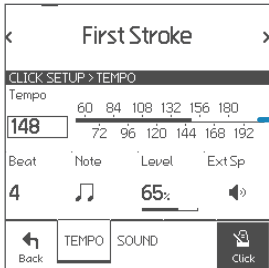 First Stroke
CLICK SETUP > TEMPO
Tempo
60 84 108 132 156 180
148
72 96 120 144 168 192
Beat Note Level Ext Sp
4 65%
Back TEMPO SOUND Click